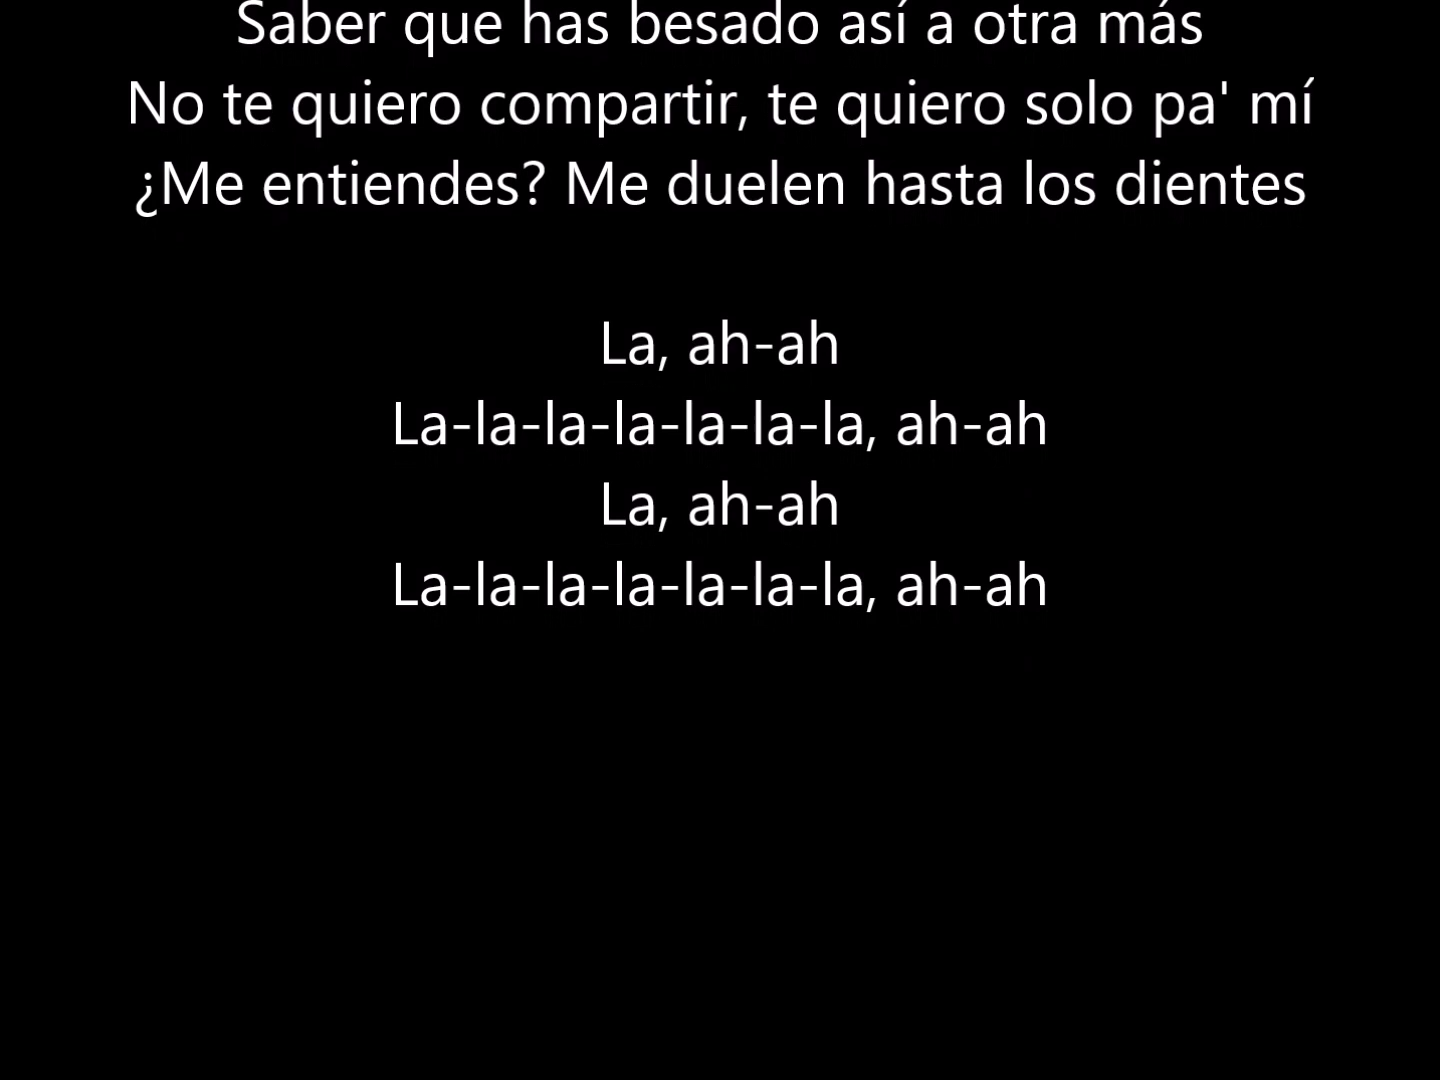 Saber que has besado así a otra más
No te quiero compartir, te quiero solo pa' mí
¿Me entiendes? Me duelen hasta los dientes
La, ah-ah
La-la-la-la-la-la-la, ah-ah
La, ah-ah
La-la-la-la-la-la-la, ah-ah